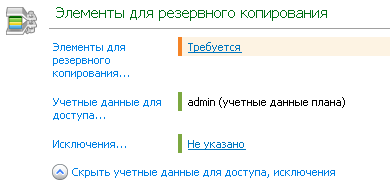 Элементы для резервного копирования
Элементы для резервного копирования... Требуется
Учетные данные для доступа... admin (учетные данные плана)
Исключения... Не указано
Скрыть учетные данные для доступа, исключения